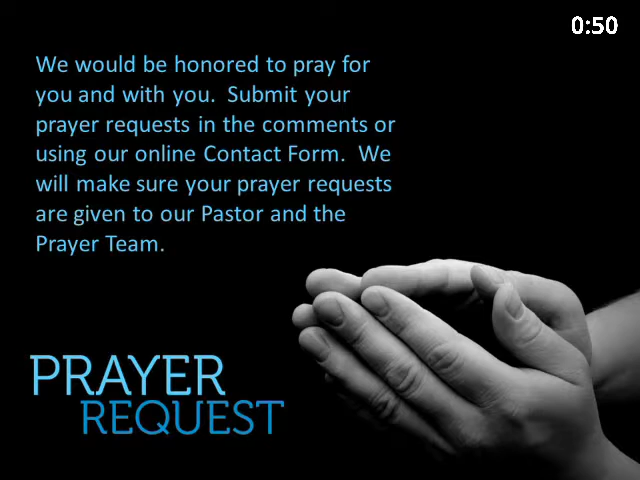 0:50
We would be honored to pray for
you and with you.  Submit your
prayer requests in the comments or
using our online Contact Form.  We
will make sure your prayer requests
are given to our Pastor and the
Prayer Team.
PRAYER
REQUEST